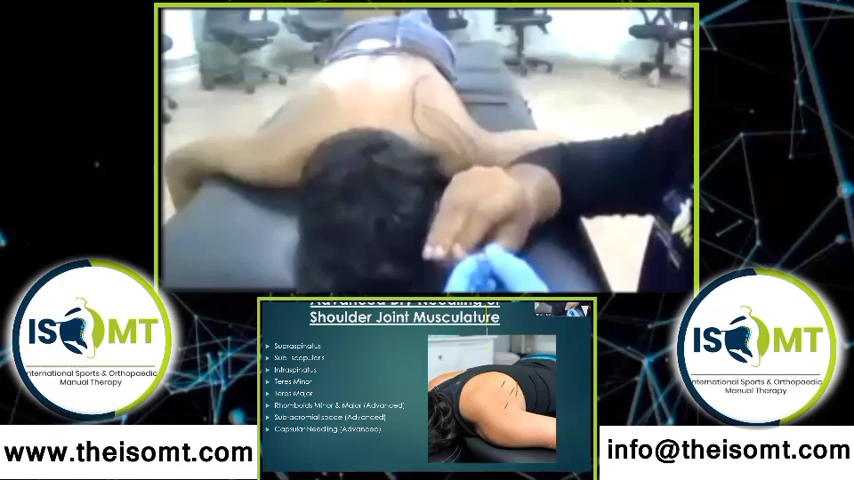 Advanced Dry Needling of
Shoulder Joint Musculature
Supraspinatus
Sub-scapularis
Infraspinatus
Teres Minor
Teres Major
Rhomboids Minor & Major (Advanced)
Sub-acromial space (Advanced)
Capsular Needling (Advanced)
ISOMT
International Sports & Orthopaedic
Manual Therapy
ISOMT
International Sports & Orthopaedic
Manual Therapy
www.theisomt.com
info@theisomt.com